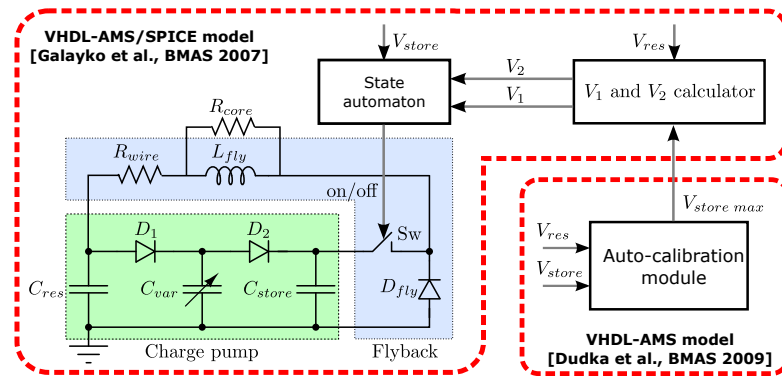 VHDL-AMS/SPICE model
[Galayko et al., BMAS 2007]
V_store
V_res
State
automaton
V_2
V_1
V_1 and V_2 calculator
R_core
R_wire
L_fly
on/off
V_store max
D_1
D_2
Sw
V_res
V_store
Auto-calibration
module
C_res
C_var
C_store
D_fly
Charge pump
Flyback
VHDL-AMS model
[Dudka et al., BMAS 2009]